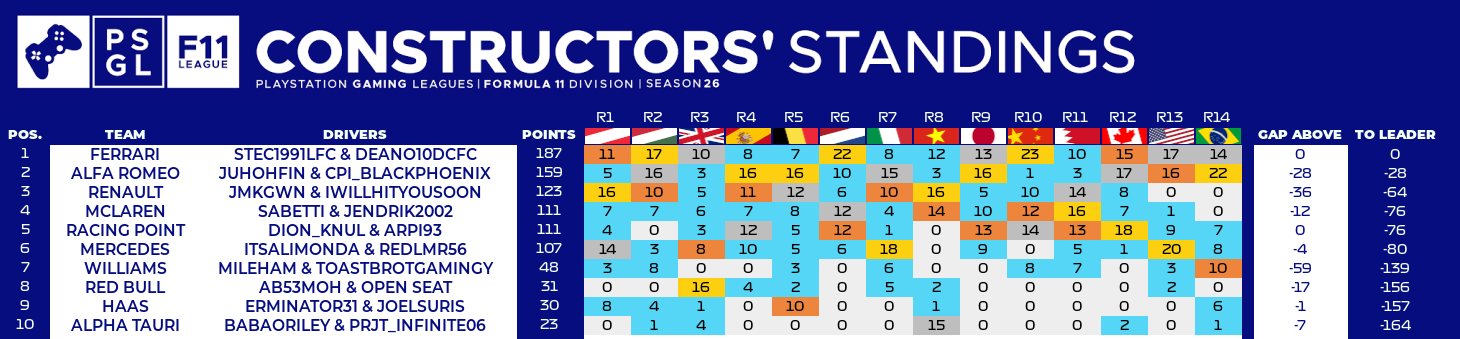 PS GL
F11 LEAGUE
CONSTRUCTORS' STANDINGS
PLAYSTATION GAMING LEAGUES | FORMULA 11 DIVISION | SEASON 26
R1 R2 R3 R4 R5 R6 R7 R8 R9 R10 R11 R12 R13 R14
POS. TEAM DRIVERS POINTS GAP ABOVE TO LEADER
1 FERRARI STEC1991LFC & DEANO10DCFC 187 11 17 10 8 7 22 8 12 13 23 10 15 17 14 0 0
2 ALFA ROMEO JUHOHFIN & CPI_BLACKPHOENIX 159 5 16 3 16 16 10 15 3 16 1 3 17 16 22 -28 -28
3 RENAULT JMKGWN & IWILLHITYOUSOON 123 16 10 5 11 12 6 10 16 5 10 14 8 0 0 -36 -64
4 MCLAREN SABETTI & JENDRIK2002 111 7 7 6 7 8 12 4 14 10 12 16 7 1 0 -12 -76
5 RACING POINT DION_KNUL & ARPI93 111 4 0 3 12 5 12 1 0 13 14 13 18 9 7 0 -76
6 MERCEDES ITSALIMONDA & REDLMR56 107 14 3 8 10 5 6 18 0 9 0 5 1 20 8 -4 -80
7 WILLIAMS MILEHAM & TOASTBROTGAMINGY 48 3 8 0 0 3 0 6 0 0 8 7 0 3 10 -59 -139
8 RED BULL AB53MOH & OPEN SEAT 31 0 0 16 4 2 0 5 2 0 0 0 0 2 0 -17 -156
9 HAAS ERMINATOR31 & JOELSURIS 30 8 4 1 0 10 0 0 1 0 0 0 0 0 6 -1 -157
10 ALPHA TAURI BABAORILEY & PRJT_INFINITE06 23 0 1 4 0 0 0 0 15 0 0 0 2 0 1 -7 -164